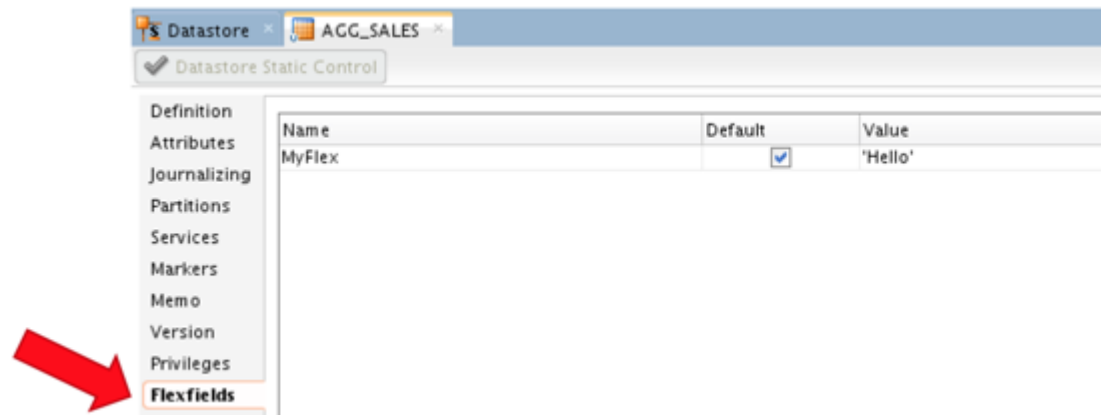 Datastore AGG_SALES
Datastore Static Control
Definition
Attributes
Journalizing
Partitions
Services
Markers
Memo
Version
Privileges
Flexfields
Name Default Value
MyFlex 'Hello'